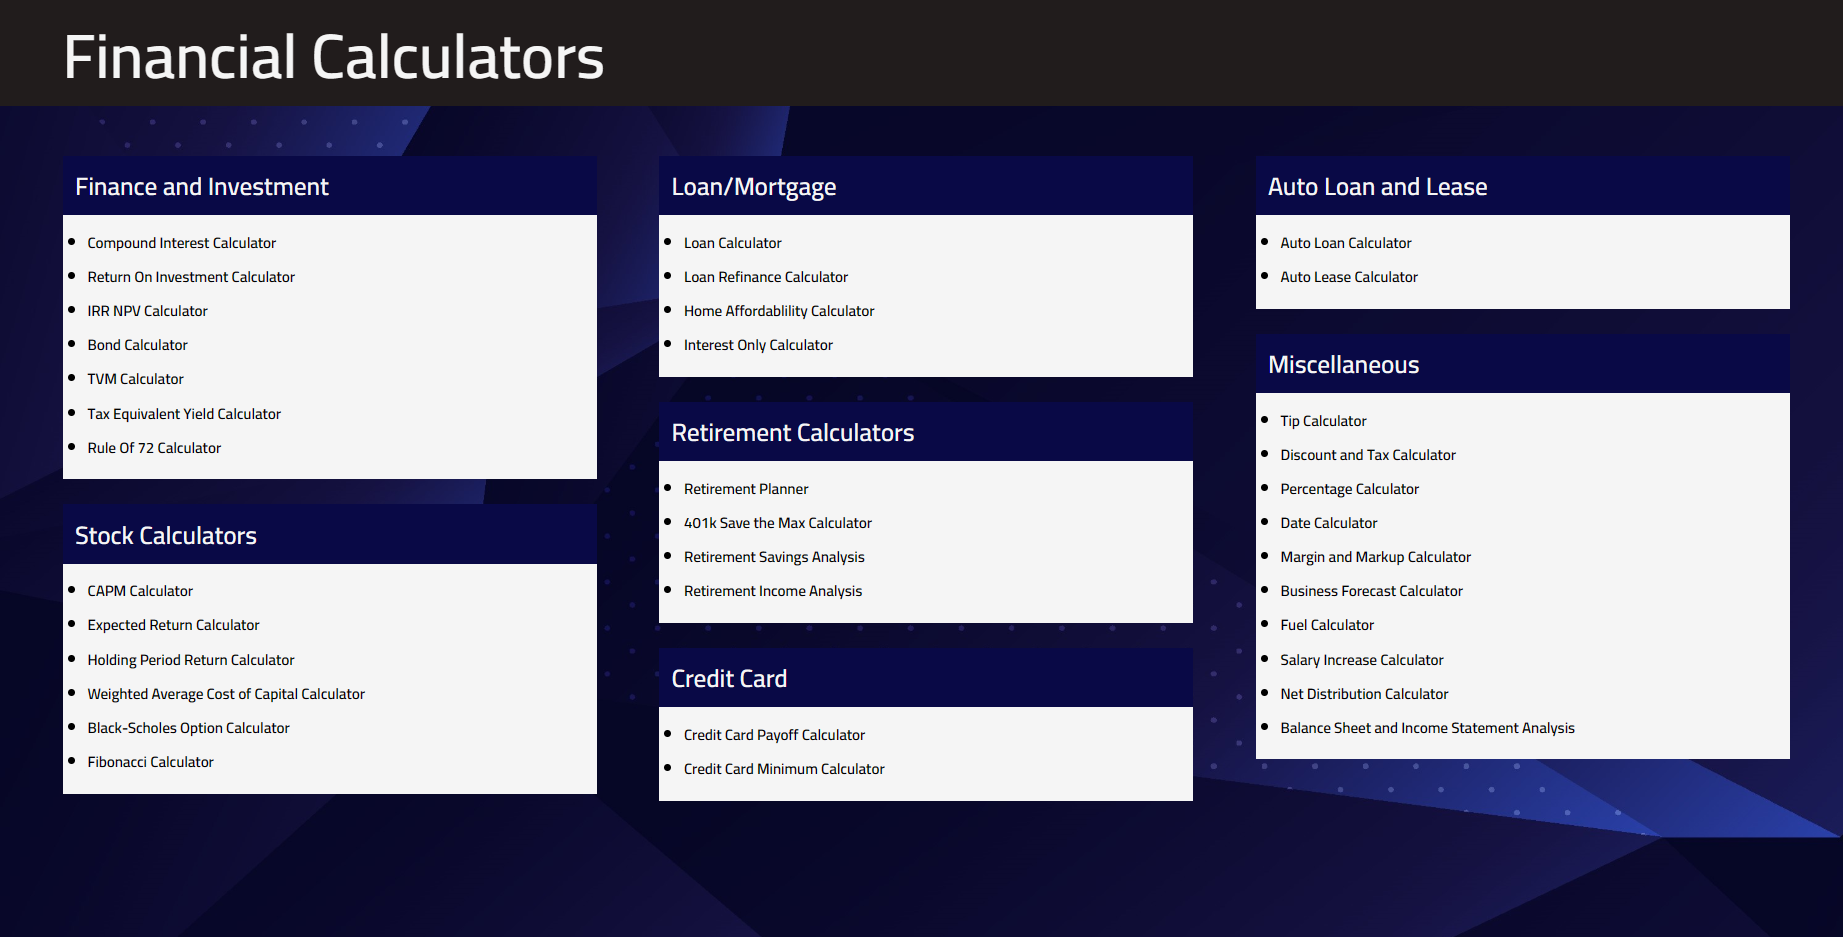 Financial Calculators
Finance and Investment
Compound Interest Calculator
Return On Investment Calculator
IRR NPV Calculator
Bond Calculator
TVM Calculator
Tax Equivalent Yield Calculator
Rule Of 72 Calculator
Stock Calculators
CAPM Calculator
Expected Return Calculator
Holding Period Return Calculator
Weighted Average Cost of Capital Calculator
Black-Scholes Option Calculator
Fibonacci Calculator
Loan/Mortgage
Loan Calculator
Loan Refinance Calculator
Home Affordablility Calculator
Interest Only Calculator
Retirement Calculators
Retirement Planner
401k Save the Max Calculator
Retirement Savings Analysis
Retirement Income Analysis
Credit Card
Credit Card Payoff Calculator
Credit Card Minimum Calculator
Auto Loan and Lease
Auto Loan Calculator
Auto Lease Calculator
Miscellaneous
Tip Calculator
Discount and Tax Calculator
Percentage Calculator
Date Calculator
Margin and Markup Calculator
Business Forecast Calculator
Fuel Calculator
Salary Increase Calculator
Net Distribution Calculator
Balance Sheet and Income Statement Analysis